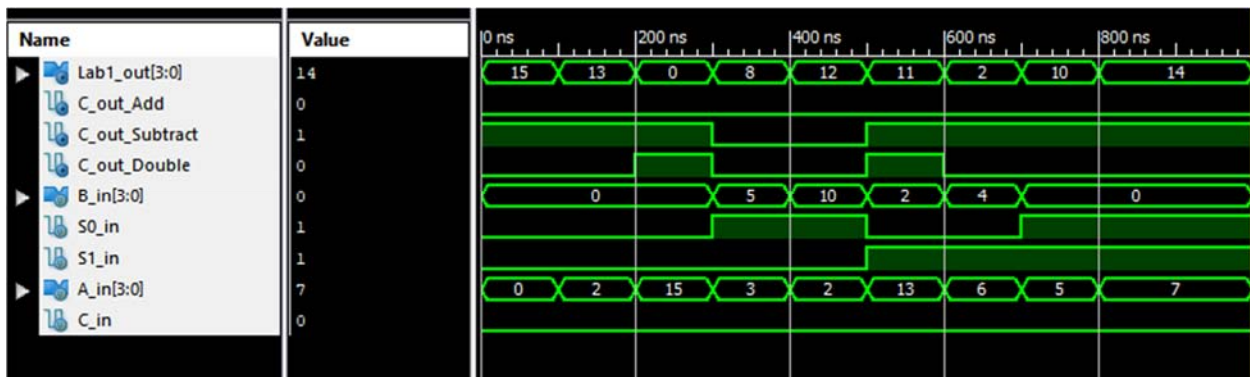 Name Value 0 ns 200 ns 400 ns 600 ns 800 ns
Lab1_out[3:0] 14 15 13 0 8 12 11 2 10 14
C_out_Add 0
C_out_Subtract 1
C_out_Double 0
B_in[3:0] 0 0 5 10 2 4 0
S0_in 1
S1_in 1
A_in[3:0] 7 0 2 15 3 2 13 6 5 7
C_in 0